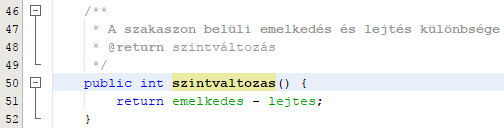 46 /**
47 * A szakaszon belüli emelkedés és lejtés különbsége
48 * @return szintváltozás
49 */
50 public int szintvaltozas() {
51 return emelkedes - lejtes;
52 }